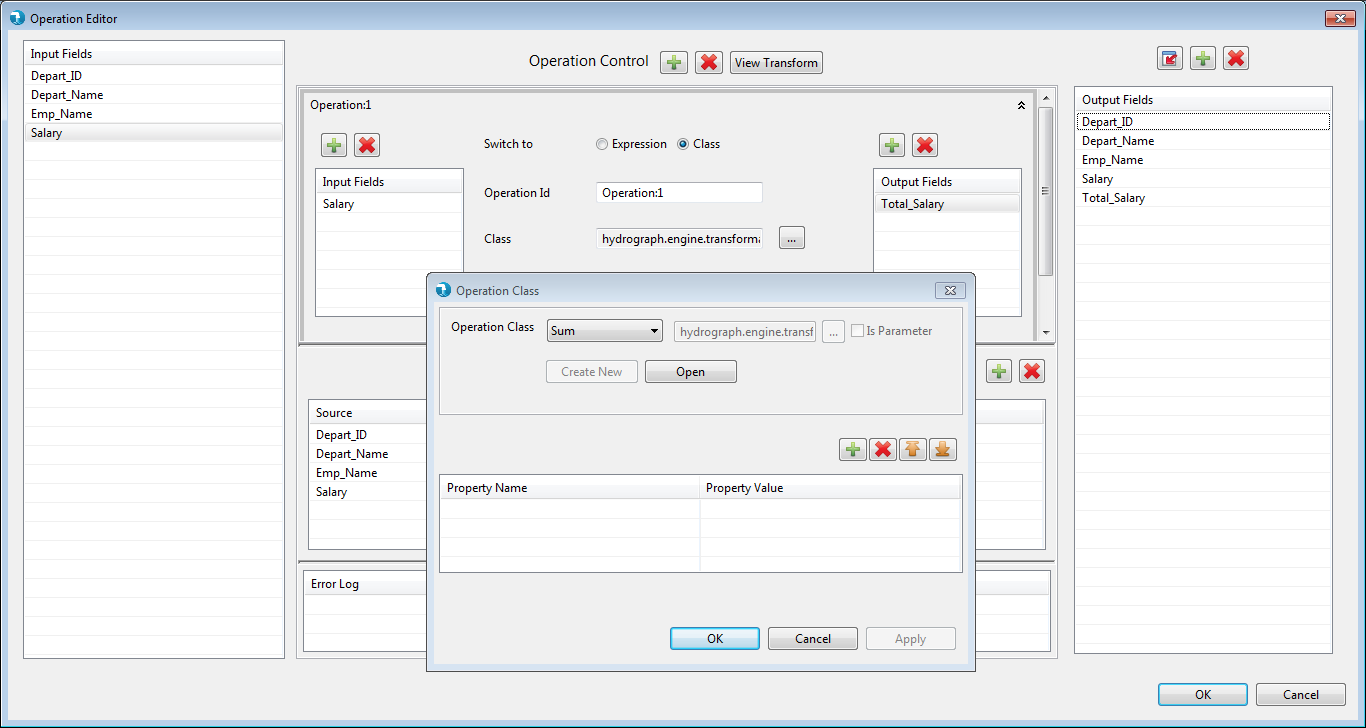 Operation Editor
Input Fields
Depart_ID
Depart_Name
Emp_Name
Salary
Operation Control
View Transform
Operation:1
Switch to
Expression
Class
Input Fields
Salary
Operation Id
Operation:1
Class
hydrograph.engine.transforma
...
Output Fields
Total_Salary
Source
Depart_ID
Depart_Name
Emp_Name
Salary
Error Log
Operation Class
Operation Class
Sum
hydrograph.engine.transf
...
Is Parameter
Create New
Open
Property Name
Property Value
OK
Cancel
Apply
Output Fields
Depart_ID
Depart_Name
Emp_Name
Salary
Total_Salary
OK
Cancel